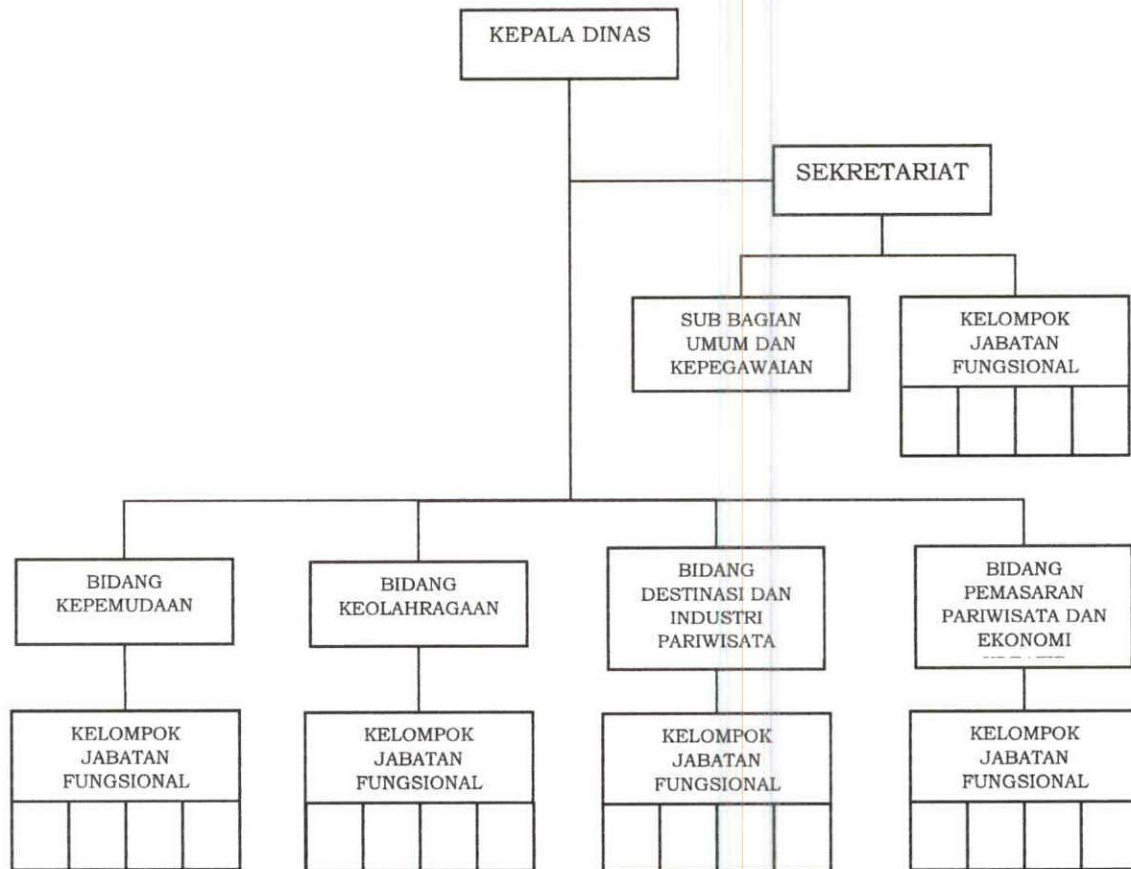 KEPALA DINAS
SEKRETARIAT
SUB BAGIAN
UMUM DAN
KEPEGAWAIAN
KELOMPOK
JABATAN
FUNGSIONAL
BIDANG
KEPEMUDAAN
BIDANG
KEOLAHRAGAAN
BIDANG
DESTINASI DAN
INDUSTRI
PARIWISATA
BIDANG
PEMASARAN
PARIWISATA DAN
EKONOMI
KELOMPOK
JABATAN
FUNGSIONAL
KELOMPOK
JABATAN
FUNGSIONAL
KELOMPOK
JABATAN
FUNGSIONAL
KELOMPOK
JABATAN
FUNGSIONAL